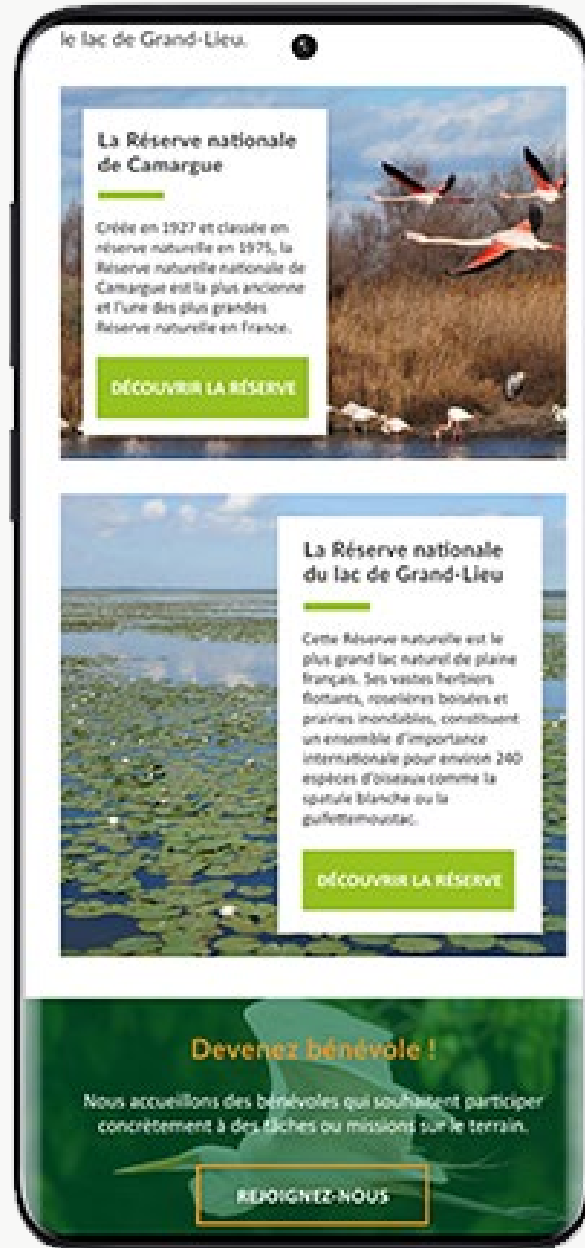 le lac de Grand-Lieu.
La Réserve nationale
de Camargue
Créée en 1927 et classée en
réserve naturelle en 1975, la
Réserve naturelle nationale de
Camargue est la plus ancienne
et l'une des plus grandes
Réserve naturelle en France.
DÉCOUVRIR LA RÉSERVE
La Réserve nationale
du lac de Grand-Lieu
Cette Réserve naturelle est le
plus grand lac naturel de plaine
français. Ses vastes herbiers
flottants, roselières boisées et
prairies inondables, constituent
un ensemble d'importance
internationale pour environ 240
espèces d'oiseaux comme la
spatule blanche ou la
guifettemoustac.
DÉCOUVRIR LA RÉSERVE
Devenez bénévole !
Nous accueillons des bénévoles qui souhaitent participer
concrètement à des tâches ou missions sur le terrain.
REJOIGNEZ-NOUS